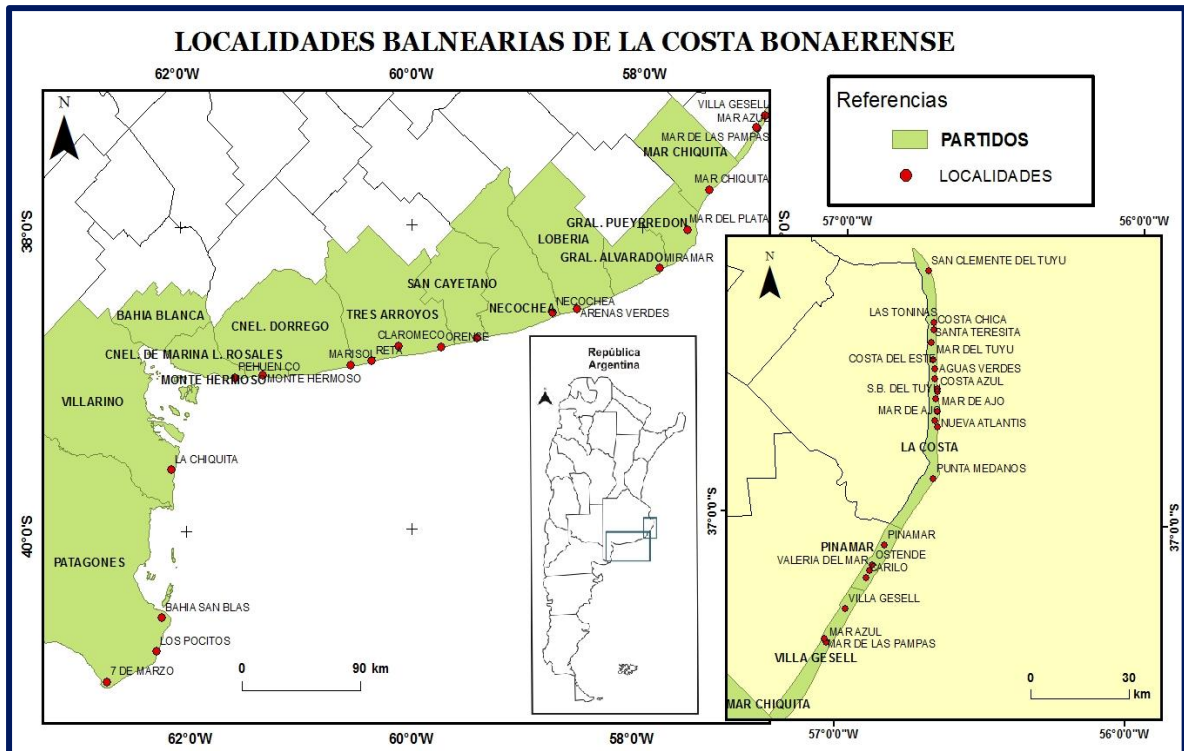 LOCALIDADES BALNEARIAS DE LA COSTA BONAERENSE
62°0'W 60°0'W 58°0'W
N
38°S
40°0'S
VILLA GESELL
MAR AZUL
MAR DE LAS PAMPAS
MAR CHIQUITA
MAR CHIQUITA
MAR DEL PLATA
GRAL. PUEYRREDON
LOBERIA
GRAL. ALVARADO
MIRAMAR
SAN CAYETANO
NECOCHEA
NECOCHEA
ARENAS VERDES
BAHIA BLANCA
CNEL. DORREGO
TRES ARROYOS
CLAROMECO
ORENSE
CNEL. DE MARINA L. ROSALES
MARISOL
RETA
PEHUEN CO
MONTE HERMOSO
MONTE HERMOSO
VILLARINO
LA CHIQUITA
PATAGONES
BAHIA SAN BLAS
LOS POCITOS
7 DE MARZO
0 90 km
62°0'W 60°0'W 58°0'W
República
Argentina
Referencias
PARTIDOS
LOCALIDADES
57°0'0"W 56°0'0"W
N
SAN CLEMENTE DEL TUYU
LAS TONINAS
COSTA CHICA
SANTA TERESITA
MAR DEL TUYU
COSTA DEL ESTE
AGUAS VERDES
COSTA AZUL
S.B. DEL TUYU
MAR DE AJO
MAR DE AJO
NUEVA ATLANTIS
LA COSTA
PUNTA MEDANOS
37°0'0"S
37°0'0"S
PINAMAR
PINAMAR
OSTENDE
VALERIA DEL MAR
CARILO
VILLA GESELL
MAR AZUL
MAR DE LAS PAMPAS
VILLA GESELL
MAR CHIQUITA
0 30
km
57°0'0"W 56°0'0"W